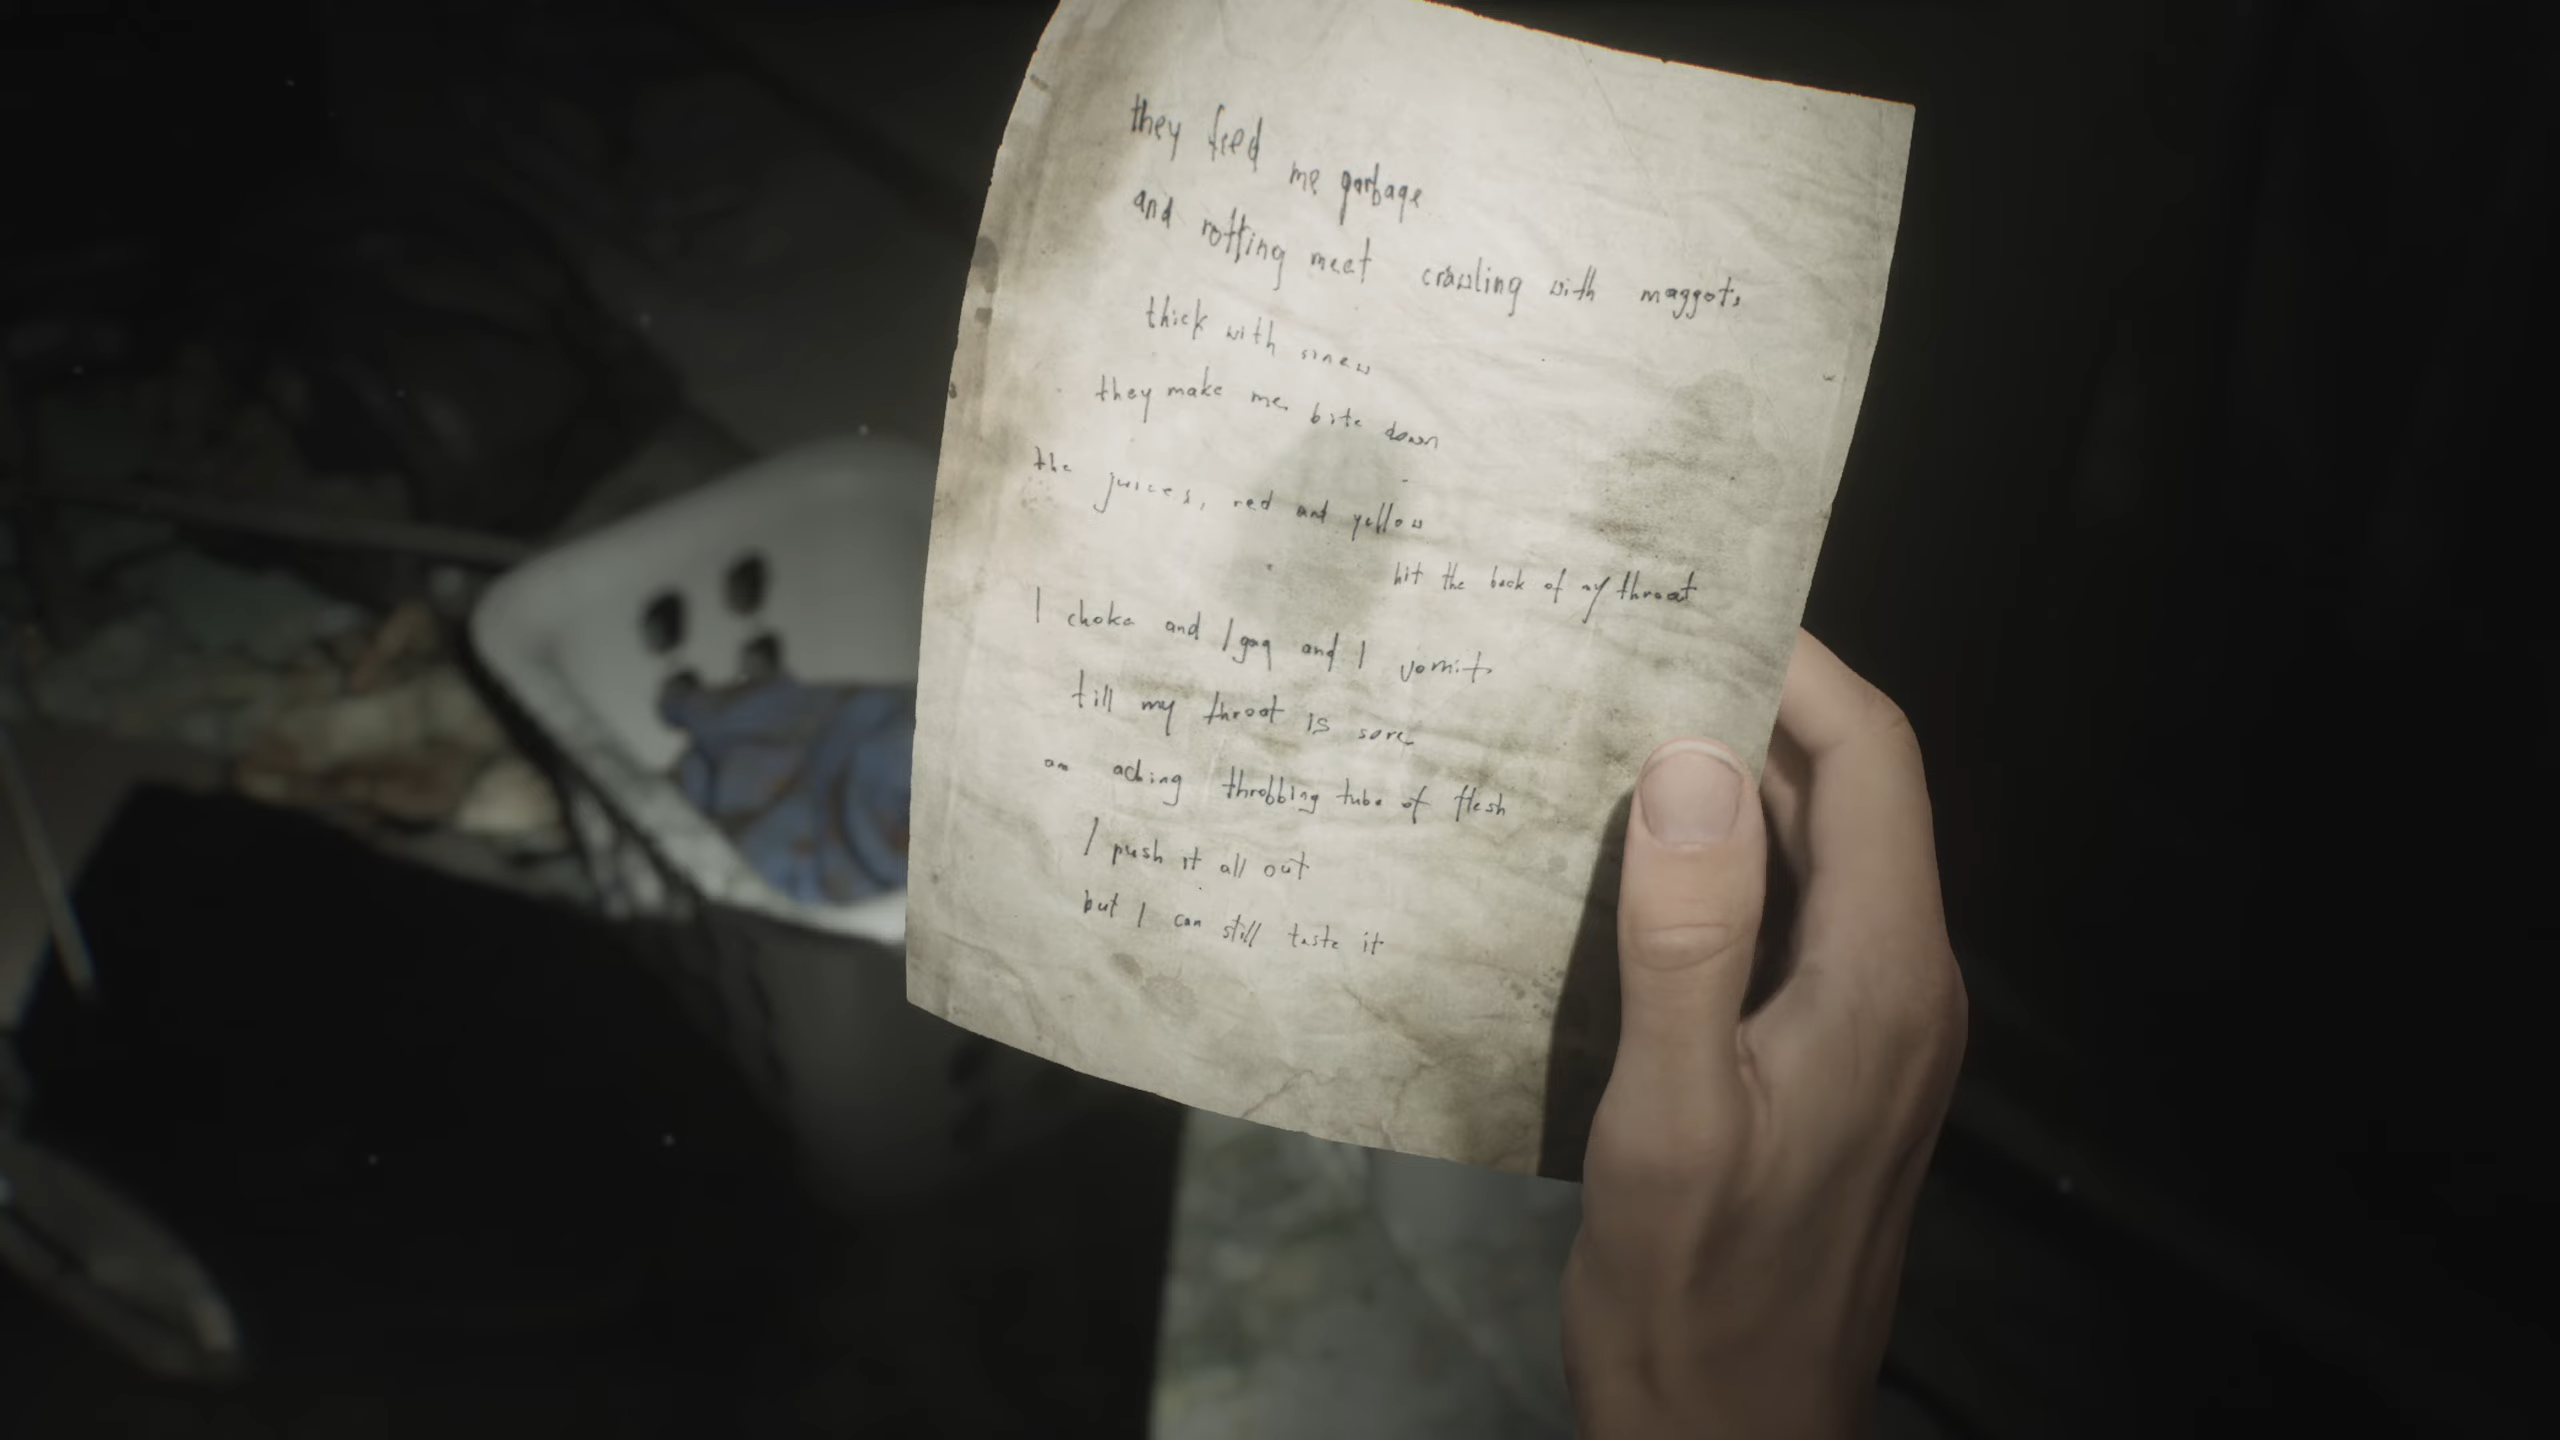 they feed me garbage
and rotting meat crawling with maggots
thick with sinew
they make me bite down
the juices, red and yellow
hit the back of my throat
I choke and I gag and I vomit
till my throat is sore
an aching throbbing tube of flesh
I push it all out
but I can still taste it